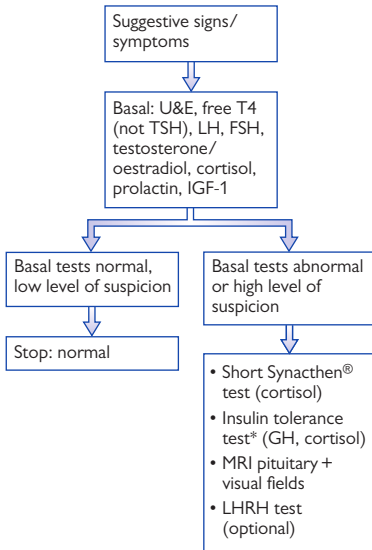 Suggestive signs/
symptoms
Basal: U&E, free T4
(not TSH), LH, FSH,
testosterone/
oestradiol, cortisol,
prolactin, IGF-1
Basal tests normal,
low level of suspicion
Stop: normal
Basal tests abnormal
or high level of
suspicion
• Short Synacthen®
test (cortisol)
• Insulin tolerance
test* (GH, cortisol)
• MRI pituitary +
visual fields
• LHRH test
(optional)